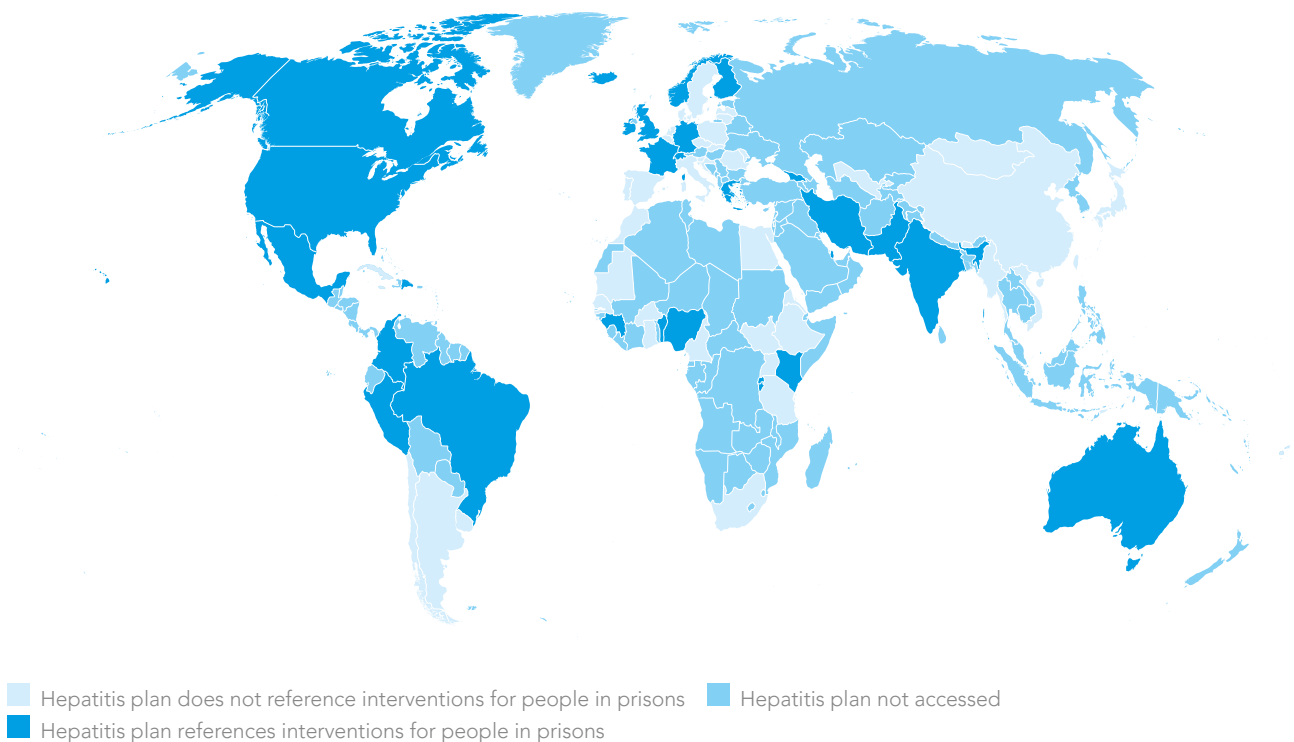 Hepatitis plan does not reference interventions for people in prisons
Hepatitis plan not accessed
Hepatitis plan references interventions for people in prisons